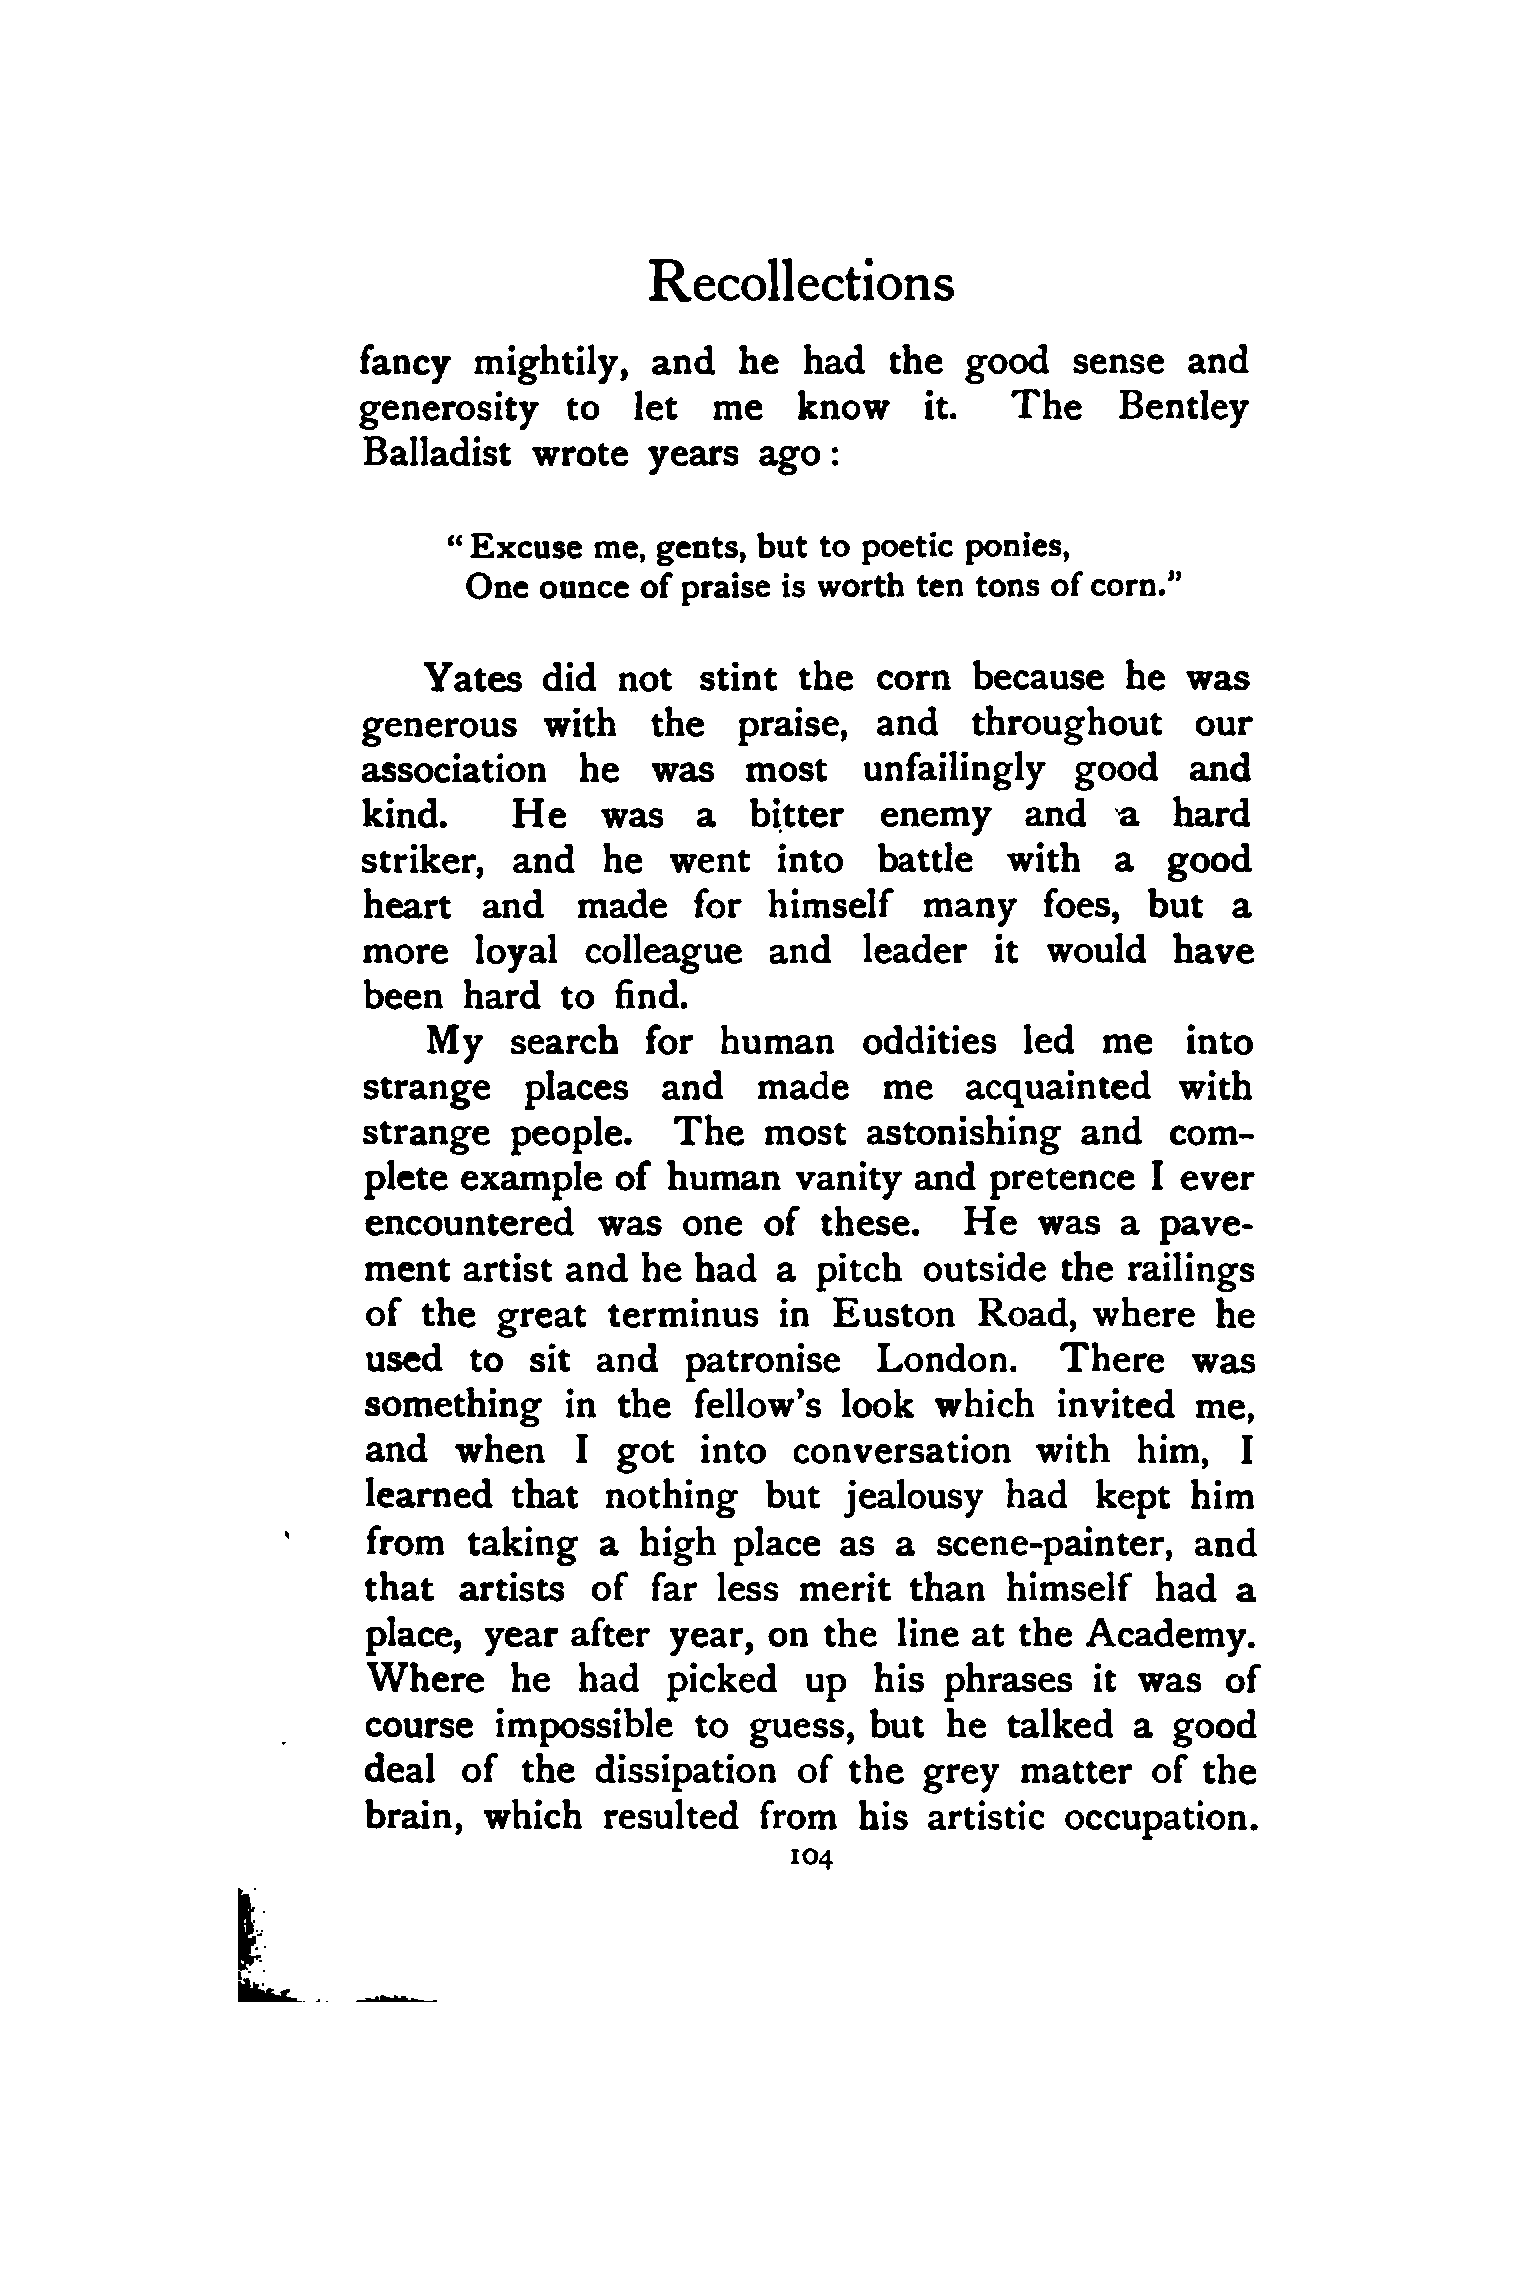 Recollections
fancy mightily, and he had the good sense and
generosity to let me know it. The Bentley
Balladist wrote years ago :
“ Excuse me, gents, but to poetic ponies,
One ounce of praise is worth ten tons of corn.”
Yates did not stint the corn because he was
generous with the praise, and throughout our
association he was most unfailingly good and
kind. He was a bitter enemy and a hard
striker, and he went into battle with a good
heart and made for himself many foes, but a
more loyal colleague and leader it would have
been hard to find.
My search for human oddities led me into
strange places and made me acquainted with
strange people. The most astonishing and com-
plete example of human vanity and pretence I ever
encountered was one of these. He was a pave-
ment artist and he had a pitch outside the railings
of the great terminus in Euston Road, where he
used to sit and patronise London. There was
something in the fellow’s look which invited me,
and when I got into conversation with him, I
learned that nothing but jealousy had kept him
from taking a high place as a scene-painter, and
that artists of far less merit than himself had a
place, year after year, on the line at the Academy.
Where he had picked up his phrases it was of
course impossible to guess, but he talked a good
deal of the dissipation of the grey matter of the
brain, which resulted from his artistic occupation.
104